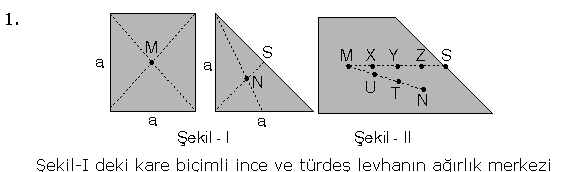 1.
M
S
M X Y Z S
a
a
N
U T N
a
a
Şekil - I
Şekil - II
Şekil-I deki kare biçimli ince ve türdeş levhanın ağırlık merkezi